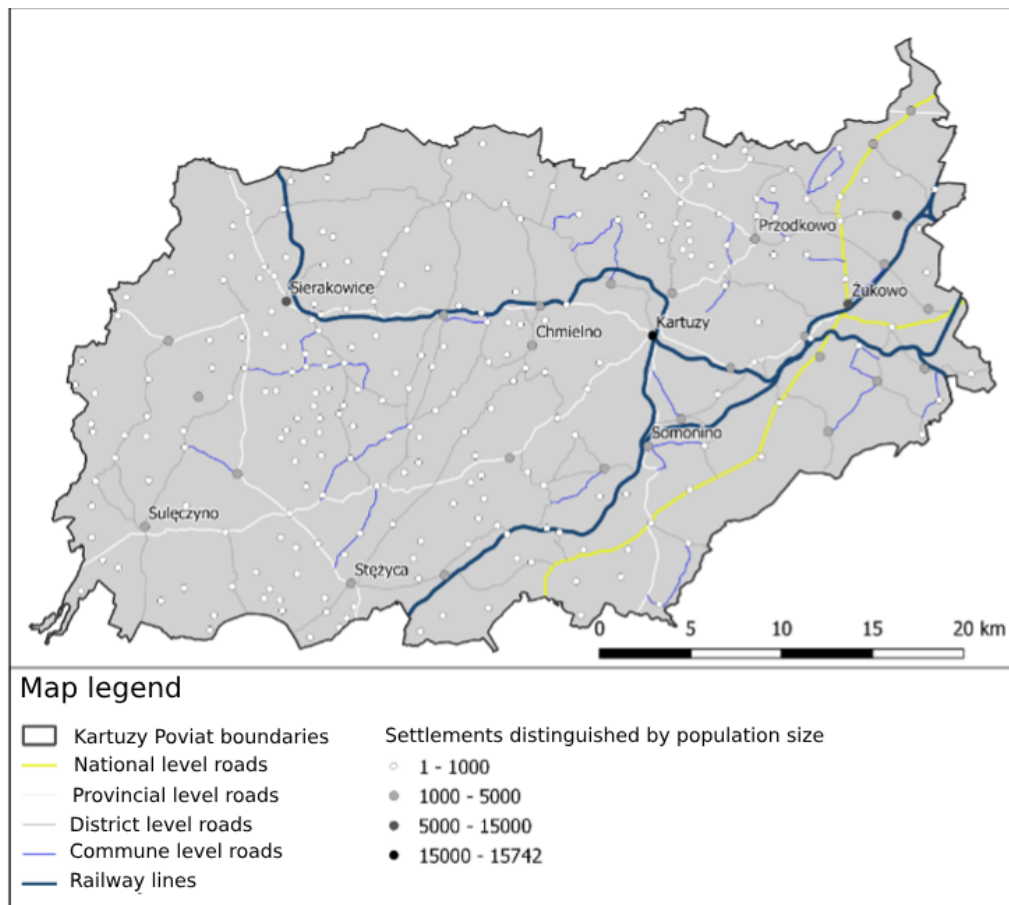 Przodkowo
Sierakowice
Żukowo
Chmielno
Kartuzy
Somonino
Sulęczyno
Stężyca
0 5 10 15 20 km
Map legend
Kartuzy Poviat boundaries
National level roads
Provincial level roads
District level roads
Commune level roads
Railway lines
Settlements distinguished by population size
1 - 1000
1000 - 5000
5000 - 15000
15000 - 15742